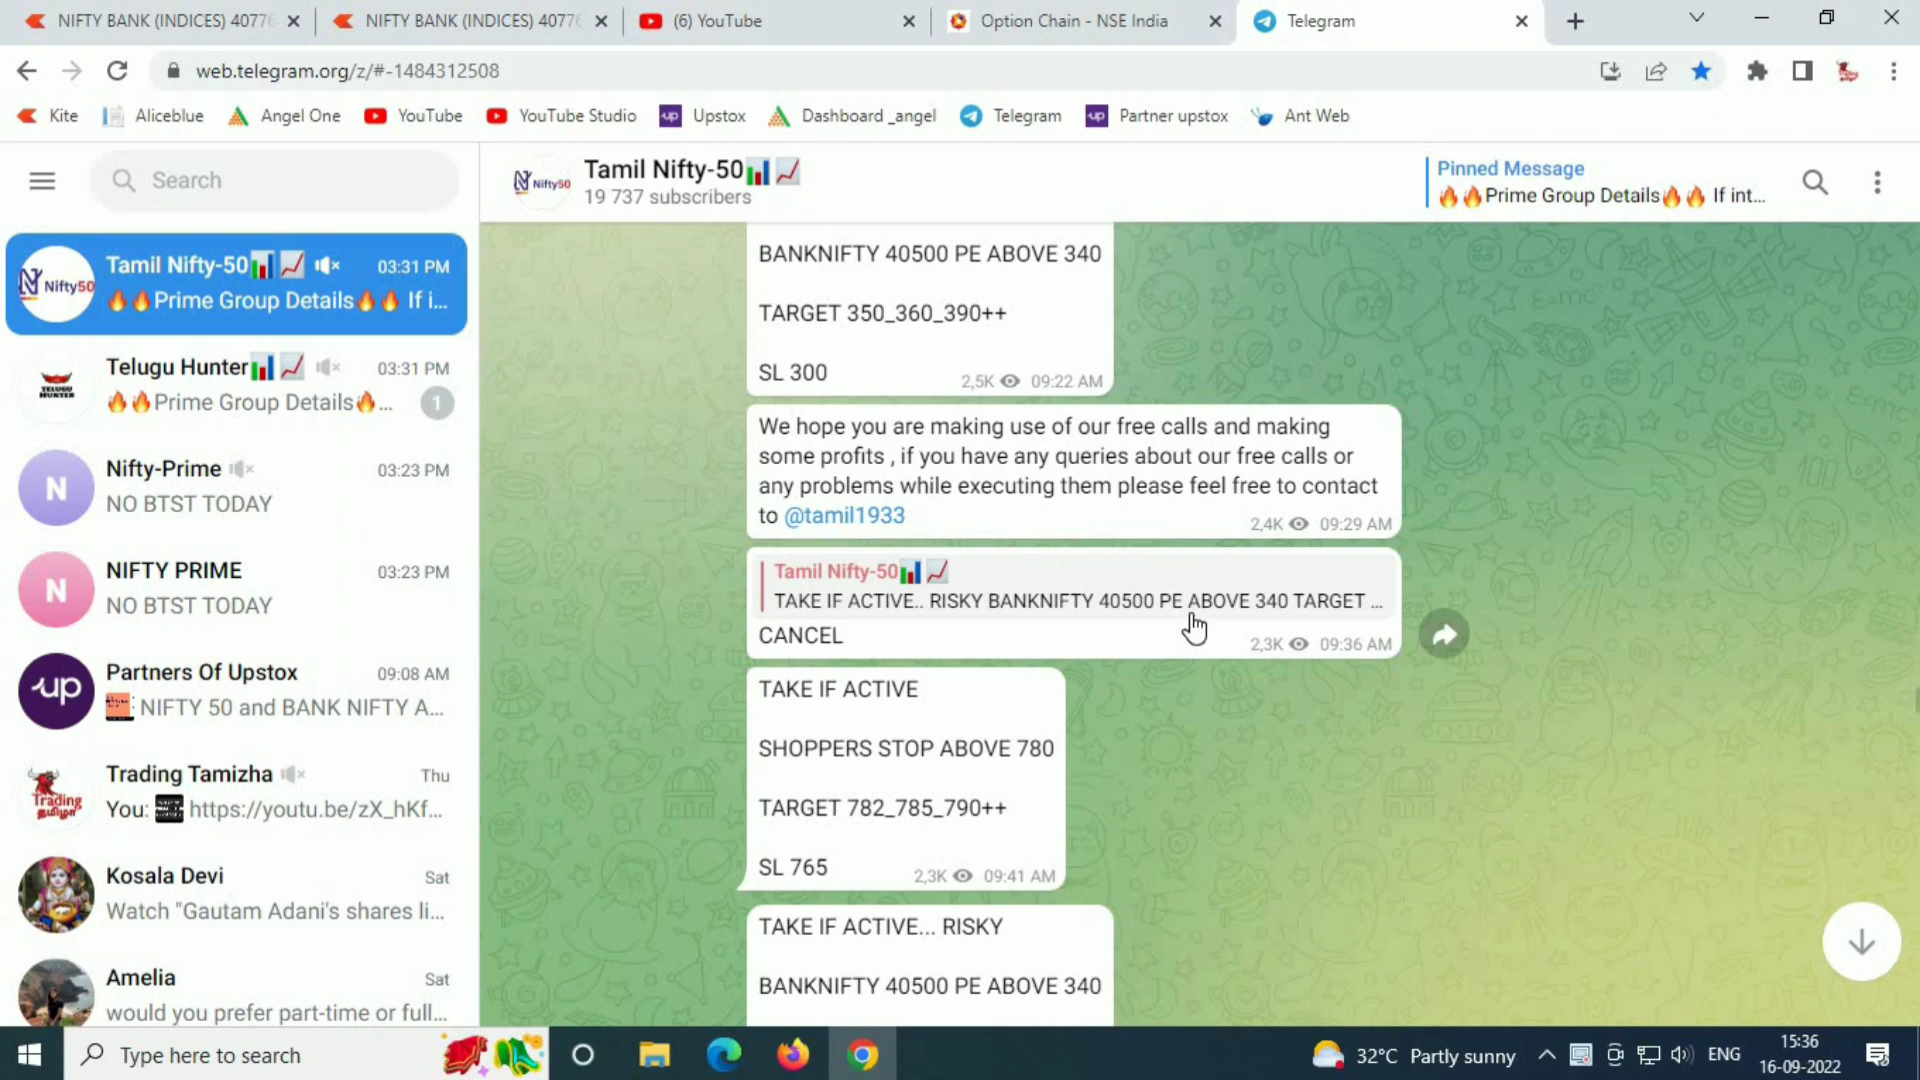 NIFTY BANK (INDICES) 4077
NIFTY BANK (INDICES) 4077
(6) YouTube
Option Chain - NSE India
Telegram
web.telegram.org/z/#-1484312508
Kite
Aliceblue
Angel One
YouTube
YouTube Studio
up
Upstox
Dashboard _angel
Telegram
up
Partner upstox
Ant Web
Search
Nifty50
Tamil Nifty-50
19 737 subscribers
Pinned Message
Prime Group Details If int...
Nifty50
Tamil Nifty-50
03:31 PM
Prime Group Details If i...
TELUGU
HUNTER
Telugu Hunter
03:31 PM
Prime Group Details...
1
N
Nifty-Prime
03:23 PM
NO BTST TODAY
N
NIFTY PRIME
03:23 PM
NO BTST TODAY
up
Partners Of Upstox
09:08 AM
NIFTY 50 and BANK NIFTY A...
Trading
தமிழா
Trading Tamizha
Thu
You: https://youtu.be/zX_hKf...
Kosala Devi
Sat
Watch "Gautam Adani's shares li...
Amelia
Sat
would you prefer part-time or full...
BANKNIFTY 40500 PE ABOVE 340
TARGET 350_360_390++
SL 300
2,5K 09:22 AM
We hope you are making use of our free calls and making
some profits , if you have any queries about our free calls or
any problems while executing them please feel free to contact
to @tamil1933
2,4K 09:29 AM
Tamil Nifty-50
TAKE IF ACTIVE.. RISKY BANKNIFTY 40500 PE ABOVE 340 TARGET ...
CANCEL
2,3K 09:36 AM
TAKE IF ACTIVE
SHOPPERS STOP ABOVE 780
TARGET 782_785_790++
SL 765
2,3K 09:41 AM
TAKE IF ACTIVE... RISKY
BANKNIFTY 40500 PE ABOVE 340
Type here to search
32°C Partly sunny
ENG
15:36
16-09-2022